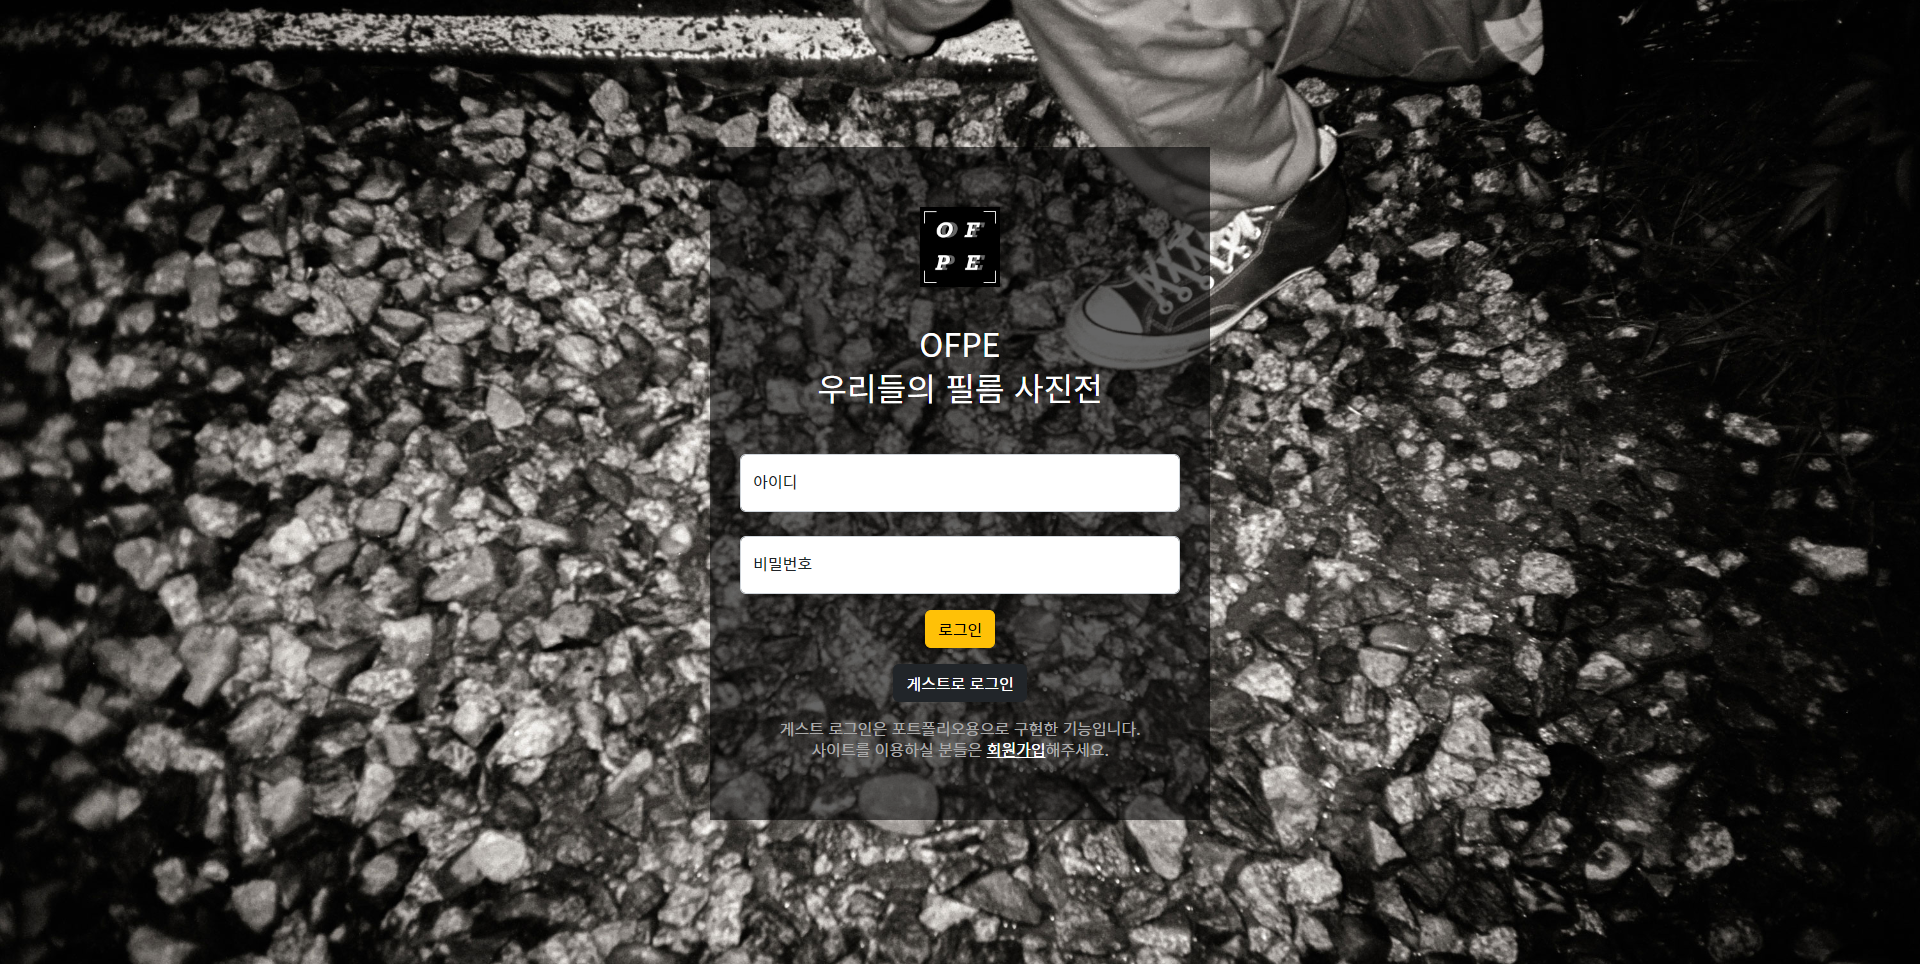 O F
P E
OFPE
우리들의 필름 사진전
아이디
비밀번호
로그인
게스트로 로그인
게스트 로그인은 포트폴리오용으로 구현한 기능입니다.
사이트를 이용하실 분들은 회원가입해주세요.